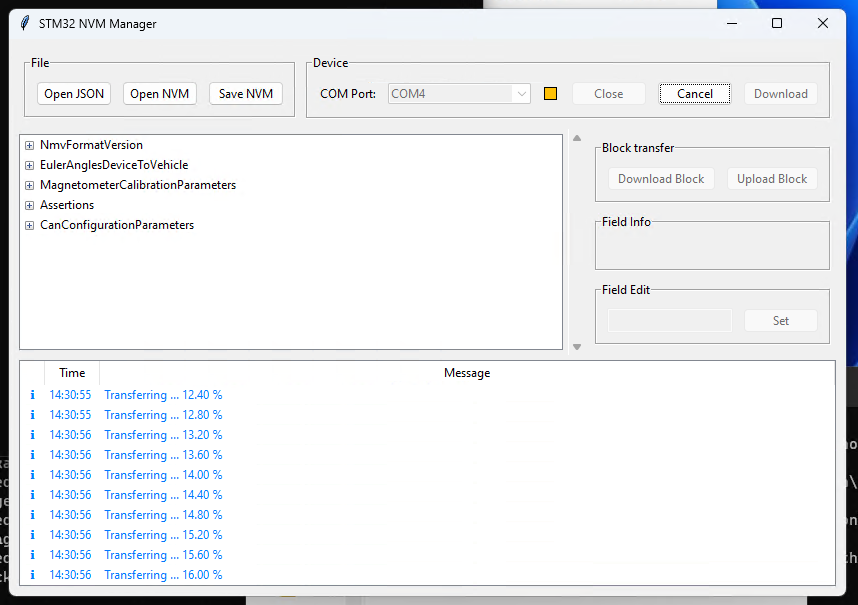 STM32 NVM Manager
File
Open JSON Open NVM Save NVM
Device
COM Port: COM4 Close Cancel Download
NmvFormatVersion
EulerAnglesDeviceToVehicle
MagnetometerCalibrationParameters
Assertions
CanConfigurationParameters
Block transfer
Download Block Upload Block
Field Info
Field Edit
Set
Time Message
14:30:55 Transferring ... 12.40 %
14:30:55 Transferring ... 12.80 %
14:30:56 Transferring ... 13.20 %
14:30:56 Transferring ... 13.60 %
14:30:56 Transferring ... 14.00 %
14:30:56 Transferring ... 14.40 %
14:30:56 Transferring ... 14.80 %
14:30:56 Transferring ... 15.20 %
14:30:56 Transferring ... 15.60 %
14:30:56 Transferring ... 16.00 %